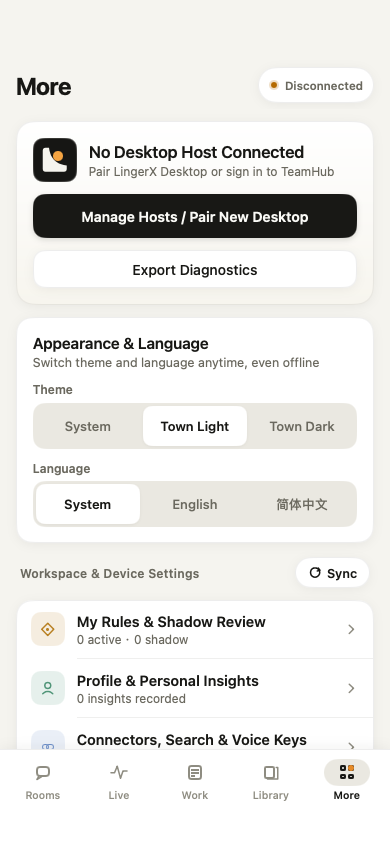 More
Disconnected
No Desktop Host Connected
Pair LingerX Desktop or sign in to TeamHub
Manage Hosts / Pair New Desktop
Export Diagnostics
Appearance & Language
Switch theme and language anytime, even offline
Theme
System
Town Light
Town Dark
Language
System
English
简体中文
Workspace & Device Settings
Sync
My Rules & Shadow Review
0 active · 0 shadow
Profile & Personal Insights
0 insights recorded
Connectors, Search & Voice Keys
Rooms
Live
Work
Library
More